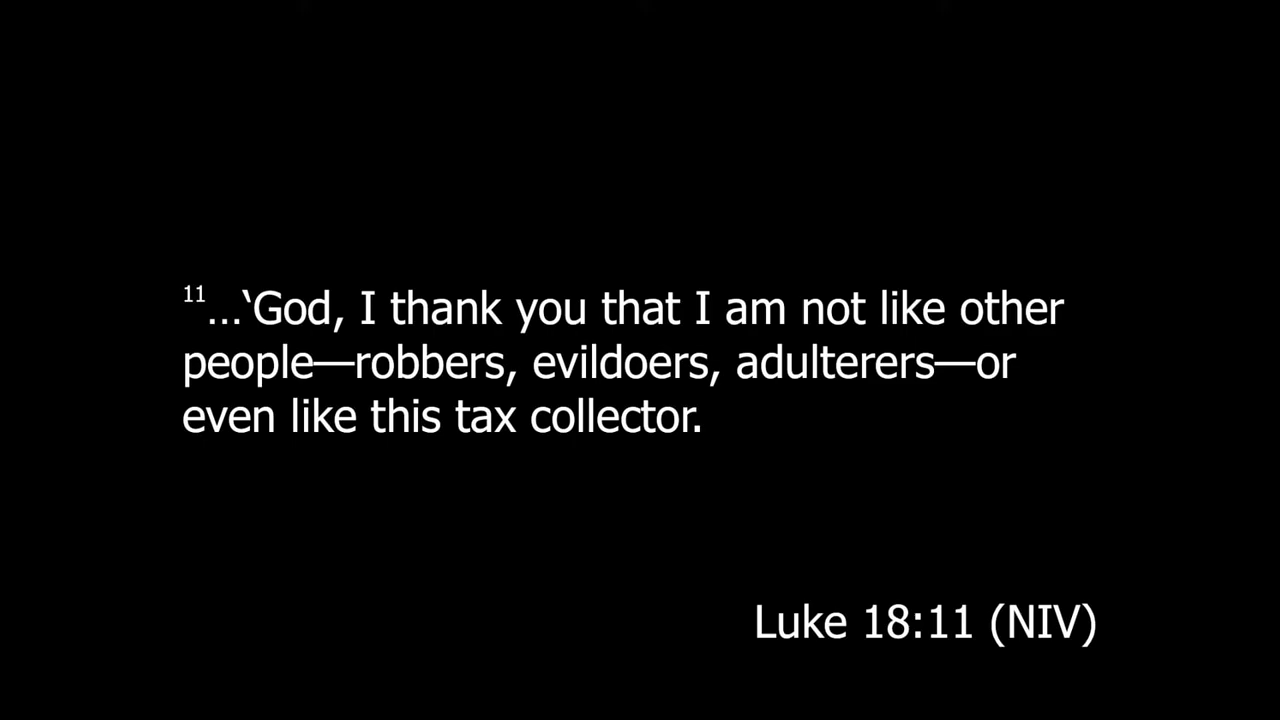 11…‘God, I thank you that I am not like other
people—robbers, evildoers, adulterers—or
even like this tax collector.
Luke 18:11 (NIV)